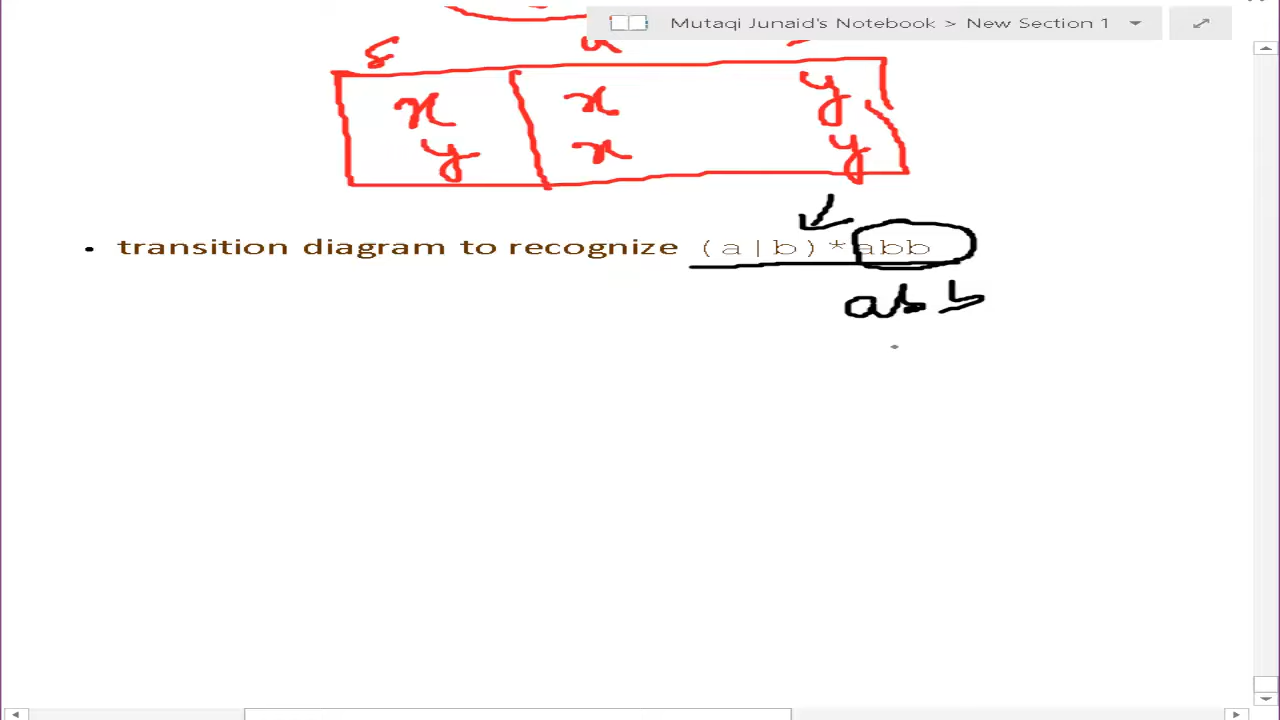 Mutaqi Junaid's Notebook > New Section 1
x x y
y x y
• transition diagram to recognize (a|b)*abb
abb